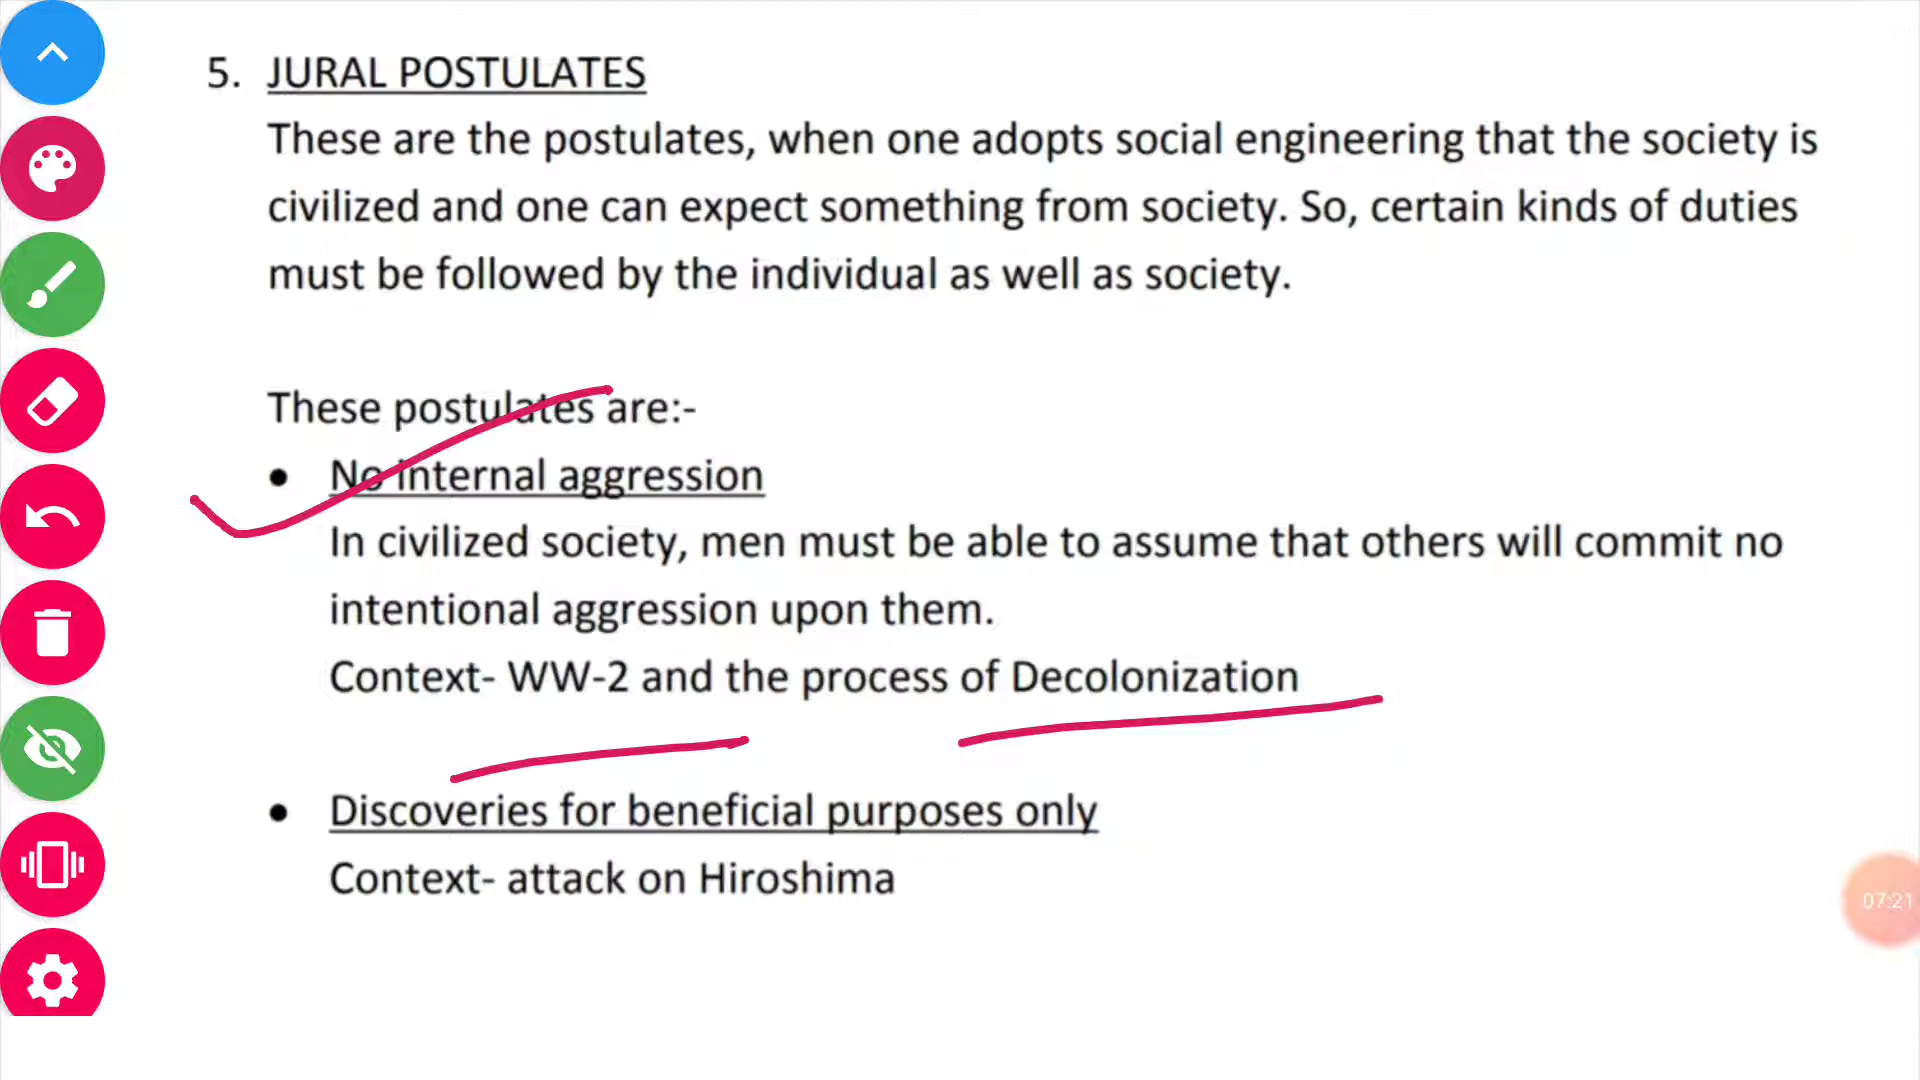 5. JURAL POSTULATES
These are the postulates, when one adopts social engineering that the society is
civilized and one can expect something from society. So, certain kinds of duties
must be followed by the individual as well as society.
These postulates are:-
• No internal aggression
In civilized society, men must be able to assume that others will commit no
intentional aggression upon them.
Context- WW-2 and the process of Decolonization
• Discoveries for beneficial purposes only
Context- attack on Hiroshima
07:21